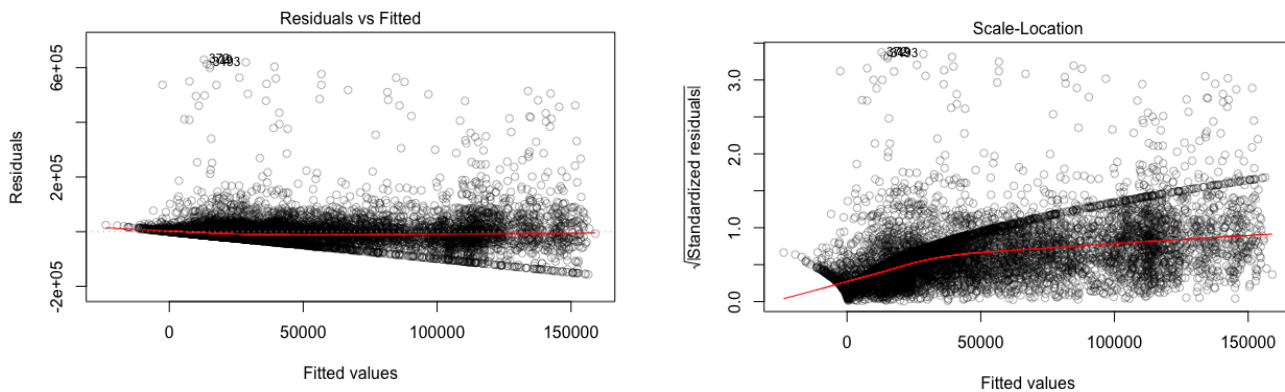 Residuals vs Fitted
Residuals
6e+05
2e+05
-2e+05
0
50000
100000
150000
Fitted values
Scale-Location
√|Standardized residuals|
3.0
2.0
1.0
0.0
0
50000
100000
150000
Fitted values